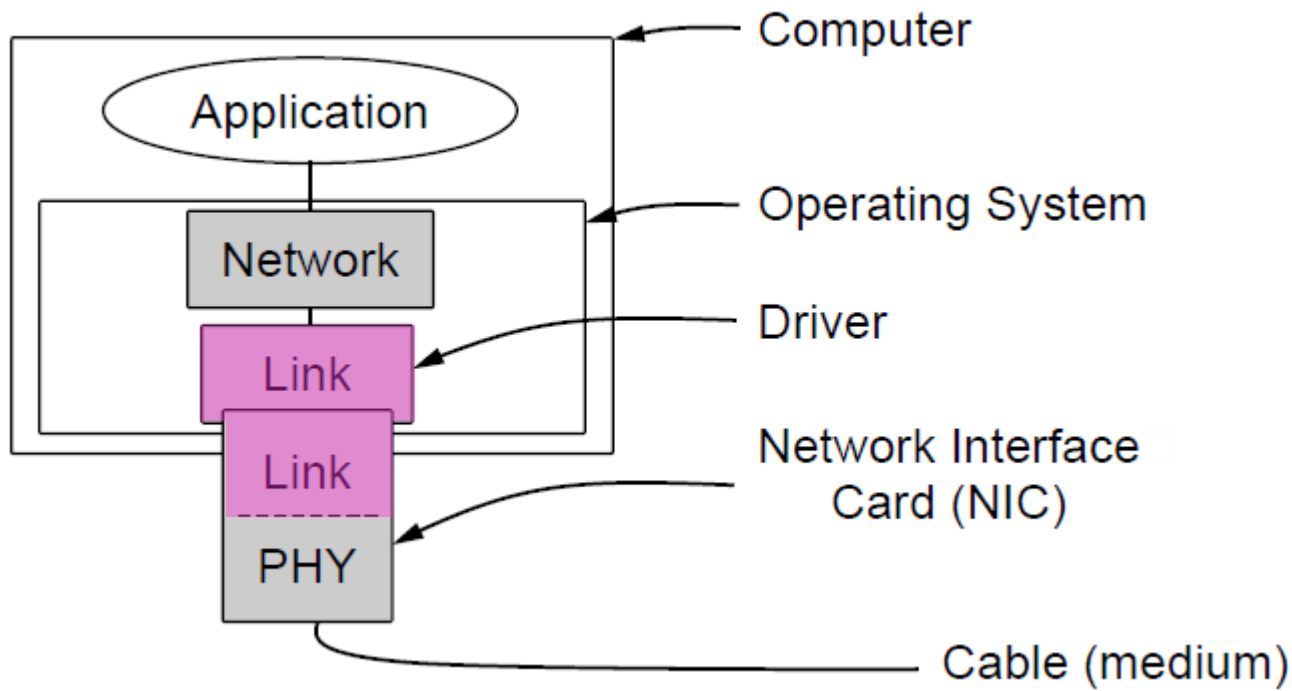 Computer
Application
Operating System
Network
Driver
Link
Network Interface
Card (NIC)
Link
PHY
Cable (medium)